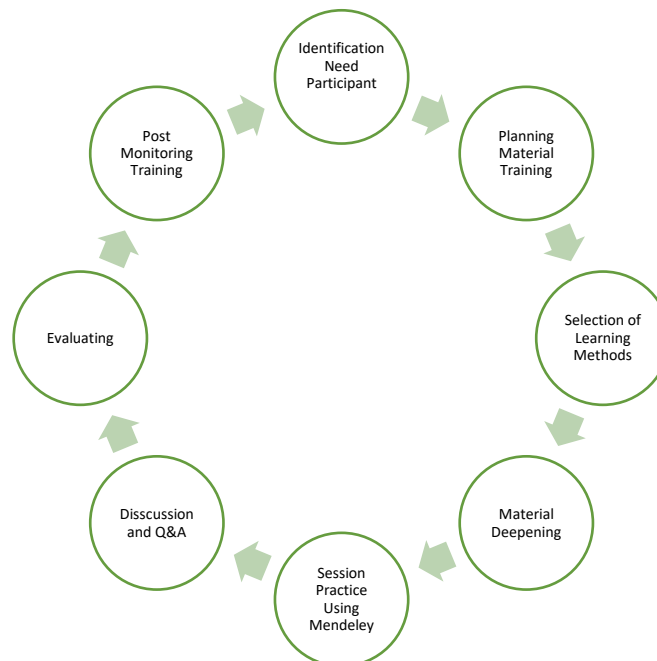 Identification
Need
Participant
Planning
Material
Training
Selection of
Learning
Methods
Material
Deepening
Session
Practice
Using
Mendeley
Disscussion
and Q&A
Evaluating
Post
Monitoring
Training